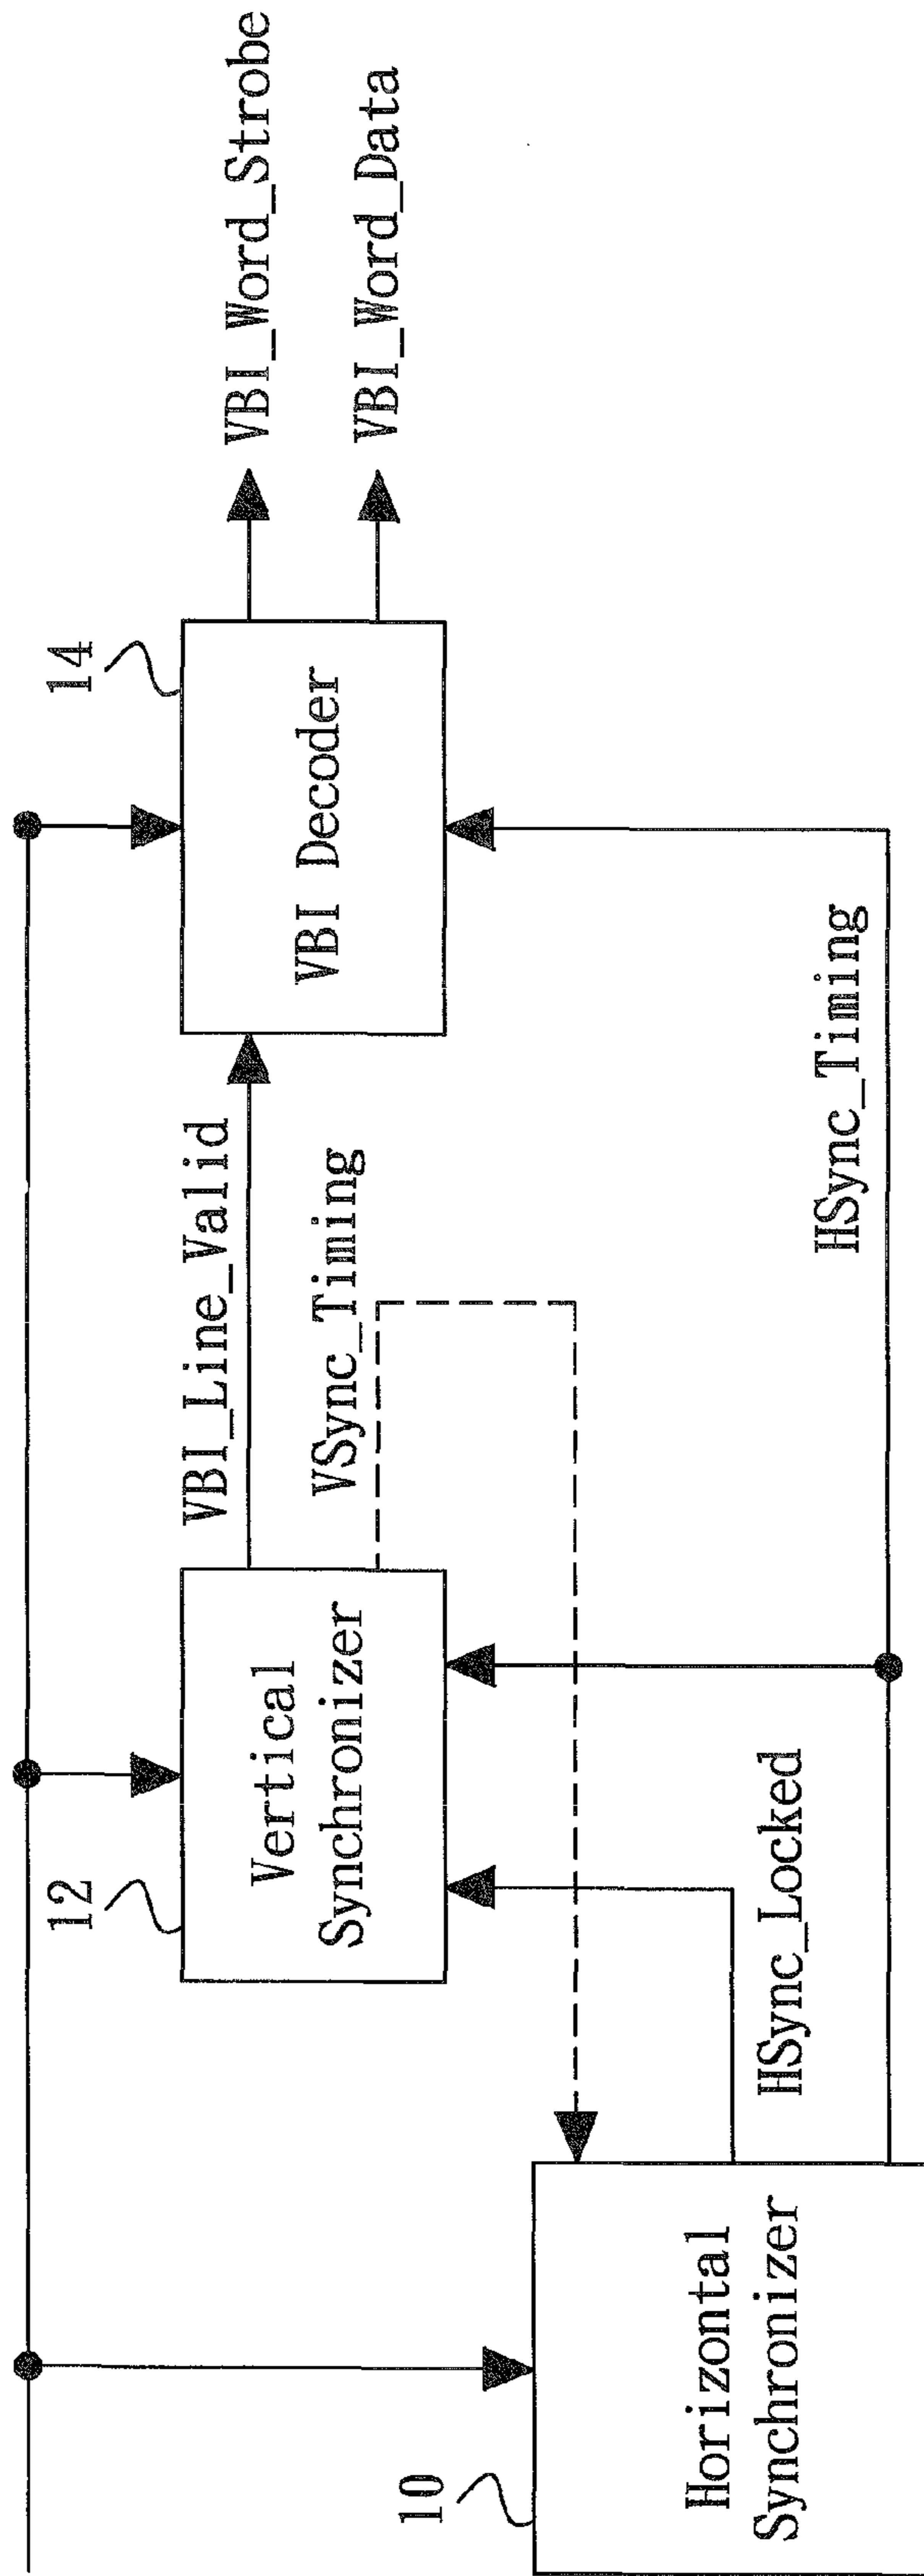 10
Horizontal
Synchronizer
12
Vertical
Synchronizer
HSync_Locked
VBI_Line_Valid
VSync_Timing
HSync_Timing
14
VBI Decoder
VBI_Word_Strobe
VBI_Word_Data